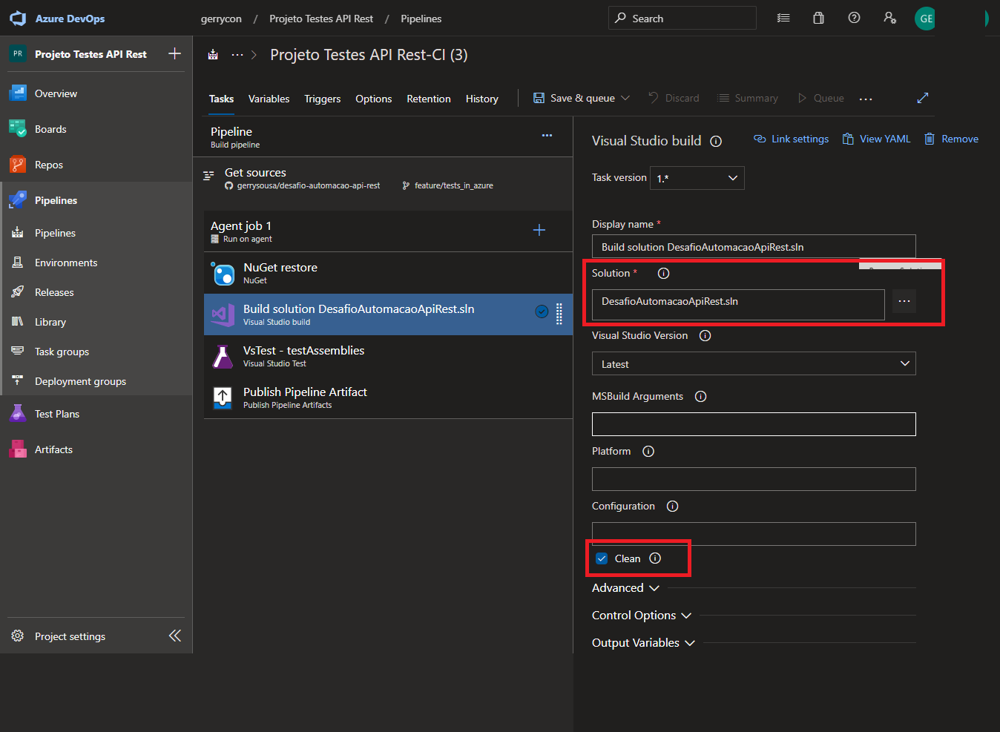 Azure DevOps
gerrycon / Projeto Testes API Rest / Pipelines
Search
GE
PR Projeto Testes API Rest
Overview
Boards
Repos
Pipelines
Pipelines
Environments
Releases
Library
Task groups
Deployment groups
Test Plans
Artifacts
Project settings
... > Projeto Testes API Rest-CI (3)
Tasks Variables Triggers Options Retention History Save & queue Discard Summary Queue ...
Pipeline
Build pipeline
...
Get sources
gerrysousa/desafio-automacao-api-rest feature/tests_in_azure
Agent job 1
Run on agent
NuGet restore
NuGet
Build solution DesafioAutomacaoApiRest.sln
Visual Studio build
VsTest - testAssemblies
Visual Studio Test
Publish Pipeline Artifact
Publish Pipeline Artifacts
Visual Studio build Link settings View YAML Remove
Task version 1.*
Display name *
Build solution DesafioAutomacaoApiRest.sln
Solution *
DesafioAutomacaoApiRest.sln ...
Visual Studio Version
Latest
MSBuild Arguments
Platform
Configuration
Clean
Advanced
Control Options
Output Variables